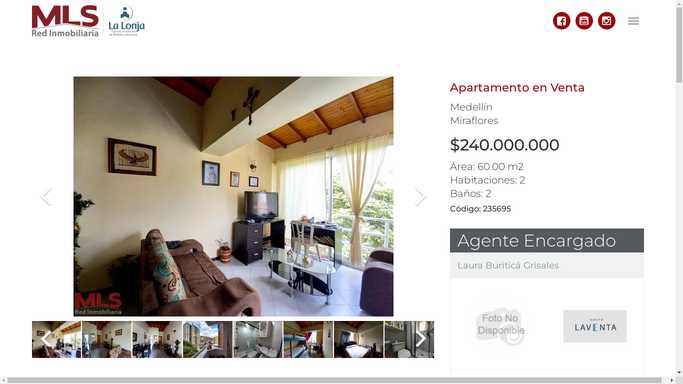 MLS
Red Inmobiliaria
La Lonja
Apartamento en Venta
Medellín
Miraflores
$240.000.000
Área: 60.00 m2
Habitaciones: 2
Baños: 2
Código: 235695
Agente Encargado
Laura Buriticá Grisales
MLS
Red Inmobiliaria
Foto No
Disponible
LAVENTA